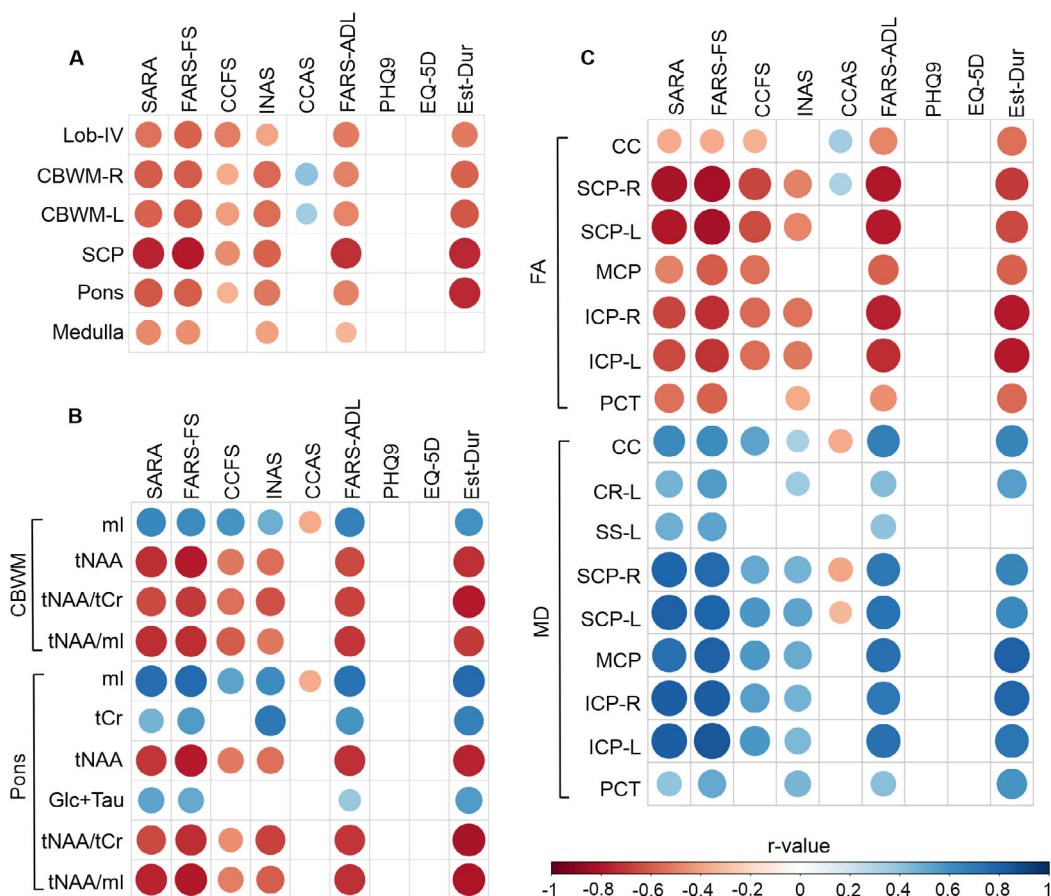 A
SARA
FARS-FS
CCFS
INAS
CCAS
FARS-ADL
PHQ9
EQ-5D
Est-Dur
Lob-IV
CBWM-R
CBWM-L
SCP
Pons
Medulla
B
SARA
FARS-FS
CCFS
INAS
CCAS
FARS-ADL
PHQ9
EQ-5D
Est-Dur
CBWM
mI
tNAA
tNAA/tCr
tNAA/mI
Pons
mI
tCr
tNAA
Glc+Tau
tNAA/tCr
tNAA/mI
C
SARA
FARS-FS
CCFS
INAS
CCAS
FARS-ADL
PHQ9
EQ-5D
Est-Dur
FA
CC
SCP-R
SCP-L
MCP
ICP-R
ICP-L
PCT
MD
CC
CR-L
SS-L
SCP-R
SCP-L
MCP
ICP-R
ICP-L
PCT
r-value
-1 -0.8 -0.6 -0.4 -0.2 0 0.2 0.4 0.6 0.8 1